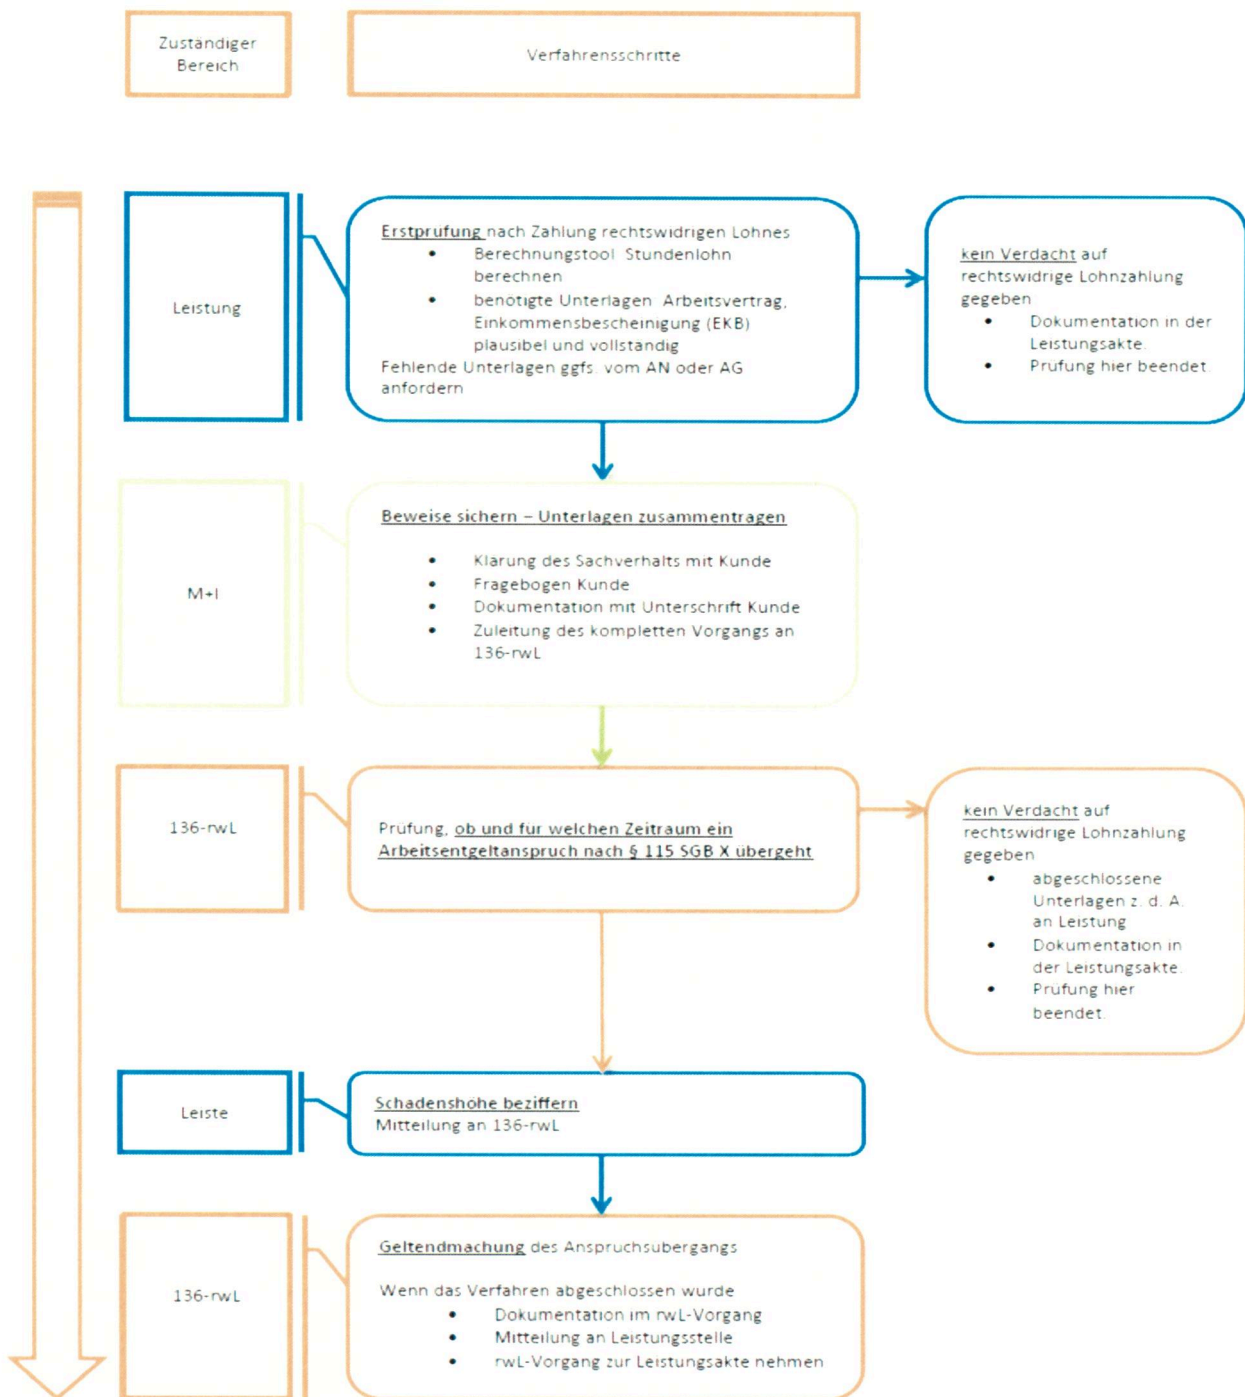 Zuständiger
Bereich
Verfahrensschritte
Leistung
Erstprüfung nach Zahlung rechtswidrigen Lohnes
• Berechnungstool Stundenlohn
berechnen
• benötigte Unterlagen Arbeitsvertrag,
Einkommensbescheinigung (EKB)
plausibel und vollständig
Fehlende Unterlagen ggfs. vom AN oder AG
anfordern
kein Verdacht auf
rechtswidrige Lohnzahlung
gegeben
• Dokumentation in der
Leistungsakte.
• Prüfung hier beendet.
M+I
Beweise sichern – Unterlagen zusammentragen
• Klärung des Sachverhalts mit Kunde
• Fragebogen Kunde
• Dokumentation mit Unterschrift Kunde
• Zuleitung des kompletten Vorgangs an
136-rwL
136-rwL
Prüfung, ob und für welchen Zeitraum ein
Arbeitsentgeltanspruch nach § 115 SGB X übergeht
kein Verdacht auf
rechtswidrige Lohnzahlung
gegeben
• abgeschlossene
Unterlagen z. d. A.
an Leistung
• Dokumentation in
der Leistungsakte.
• Prüfung hier
beendet.
Leiste
Schadenshöhe beziffern
Mitteilung an 136-rwL
136-rwL
Geltendmachung des Anspruchsübergangs
Wenn das Verfahren abgeschlossen wurde
• Dokumentation im rwL-Vorgang
• Mitteilung an Leistungsstelle
• rwL-Vorgang zur Leistungsakte nehmen